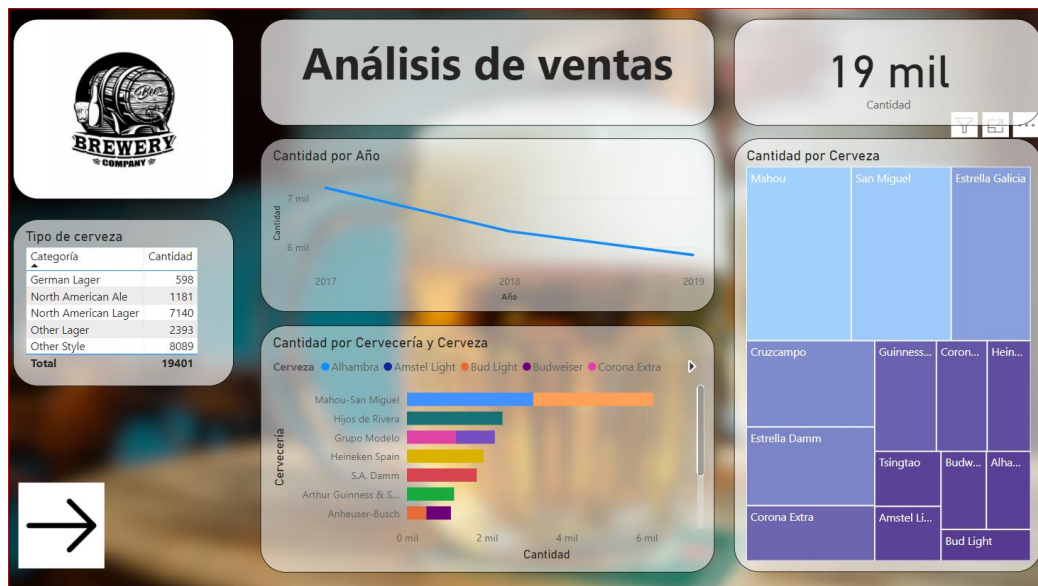 Beer
BREWERY
COMPANY
Análisis de ventas
19 mil
Cantidad
Tipo de cerveza
Categoría Cantidad
German Lager 598
North American Ale 1181
North American Lager 7140
Other Lager 2393
Other Style 8089
Total 19401
Cantidad por Año
Cantidad
7 mil
6 mil
2017 2018 2019
Año
Cantidad por Cervecería y Cerveza
Cerveza Alhambra Amstel Light Bud Light Budweiser Corona Extra
Cervecería
Mahou-San Miguel
Hijos de Rivera
Grupo Modelo
Heineken Spain
S.A. Damm
Arthur Guinness & S...
Anheuser-Busch
0 mil 2 mil 4 mil 6 mil
Cantidad
Cantidad por Cerveza
Mahou San Miguel Estrella Galicia
Cruzcampo Guinness... Coron... Hein...
Estrella Damm
Tsingtao Budw... Alha...
Corona Extra Amstel Li...
Bud Light